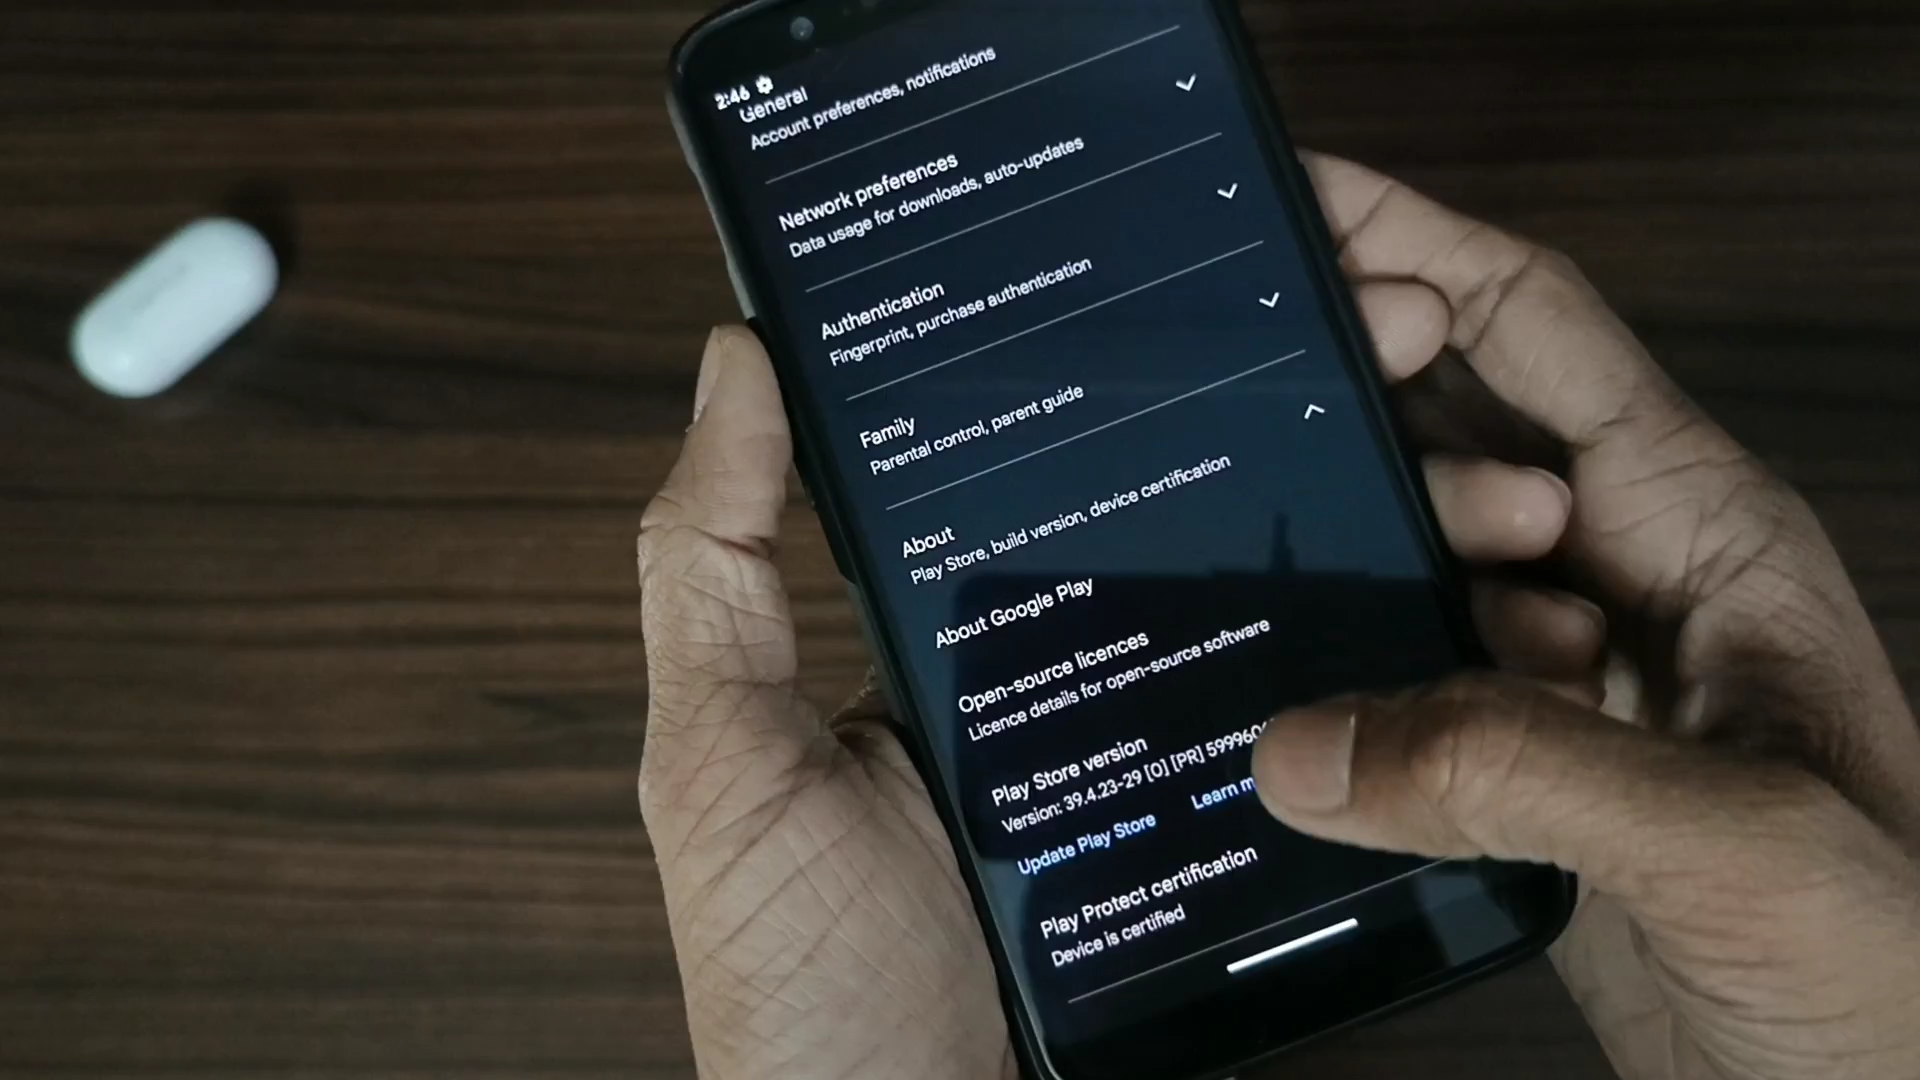 2:46
General
Account preferences, notifications
Network preferences
Data usage for downloads, auto-updates
Authentication
Fingerprint, purchase authentication
Family
Parental control, parent guide
About
Play Store, build version, device certification
About Google Play
Open-source licences
Licence details for open-source software
Play Store version
Version: 39.4.23-29 [0] [PR] 599960
Update Play Store Learn
Play Protect certification
Device is certified